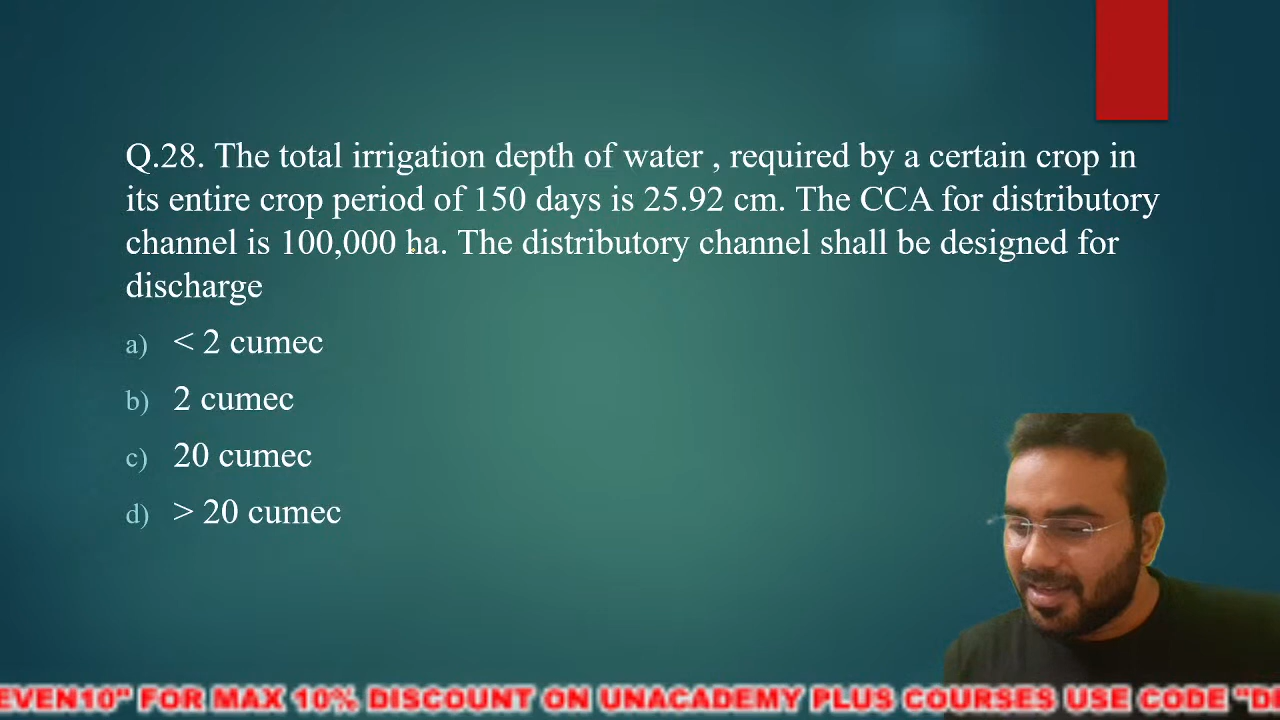 Q.28. The total irrigation depth of water , required by a certain crop in
its entire crop period of 150 days is 25.92 cm. The CCA for distributory
channel is 100,000 ha. The distributory channel shall be designed for
discharge
a) < 2 cumec
b) 2 cumec
c) 20 cumec
d) > 20 cumec
EVEN10" FOR MAX 10% DISCOUNT ON UNACADEMY PLUS COURSES USE CODE "